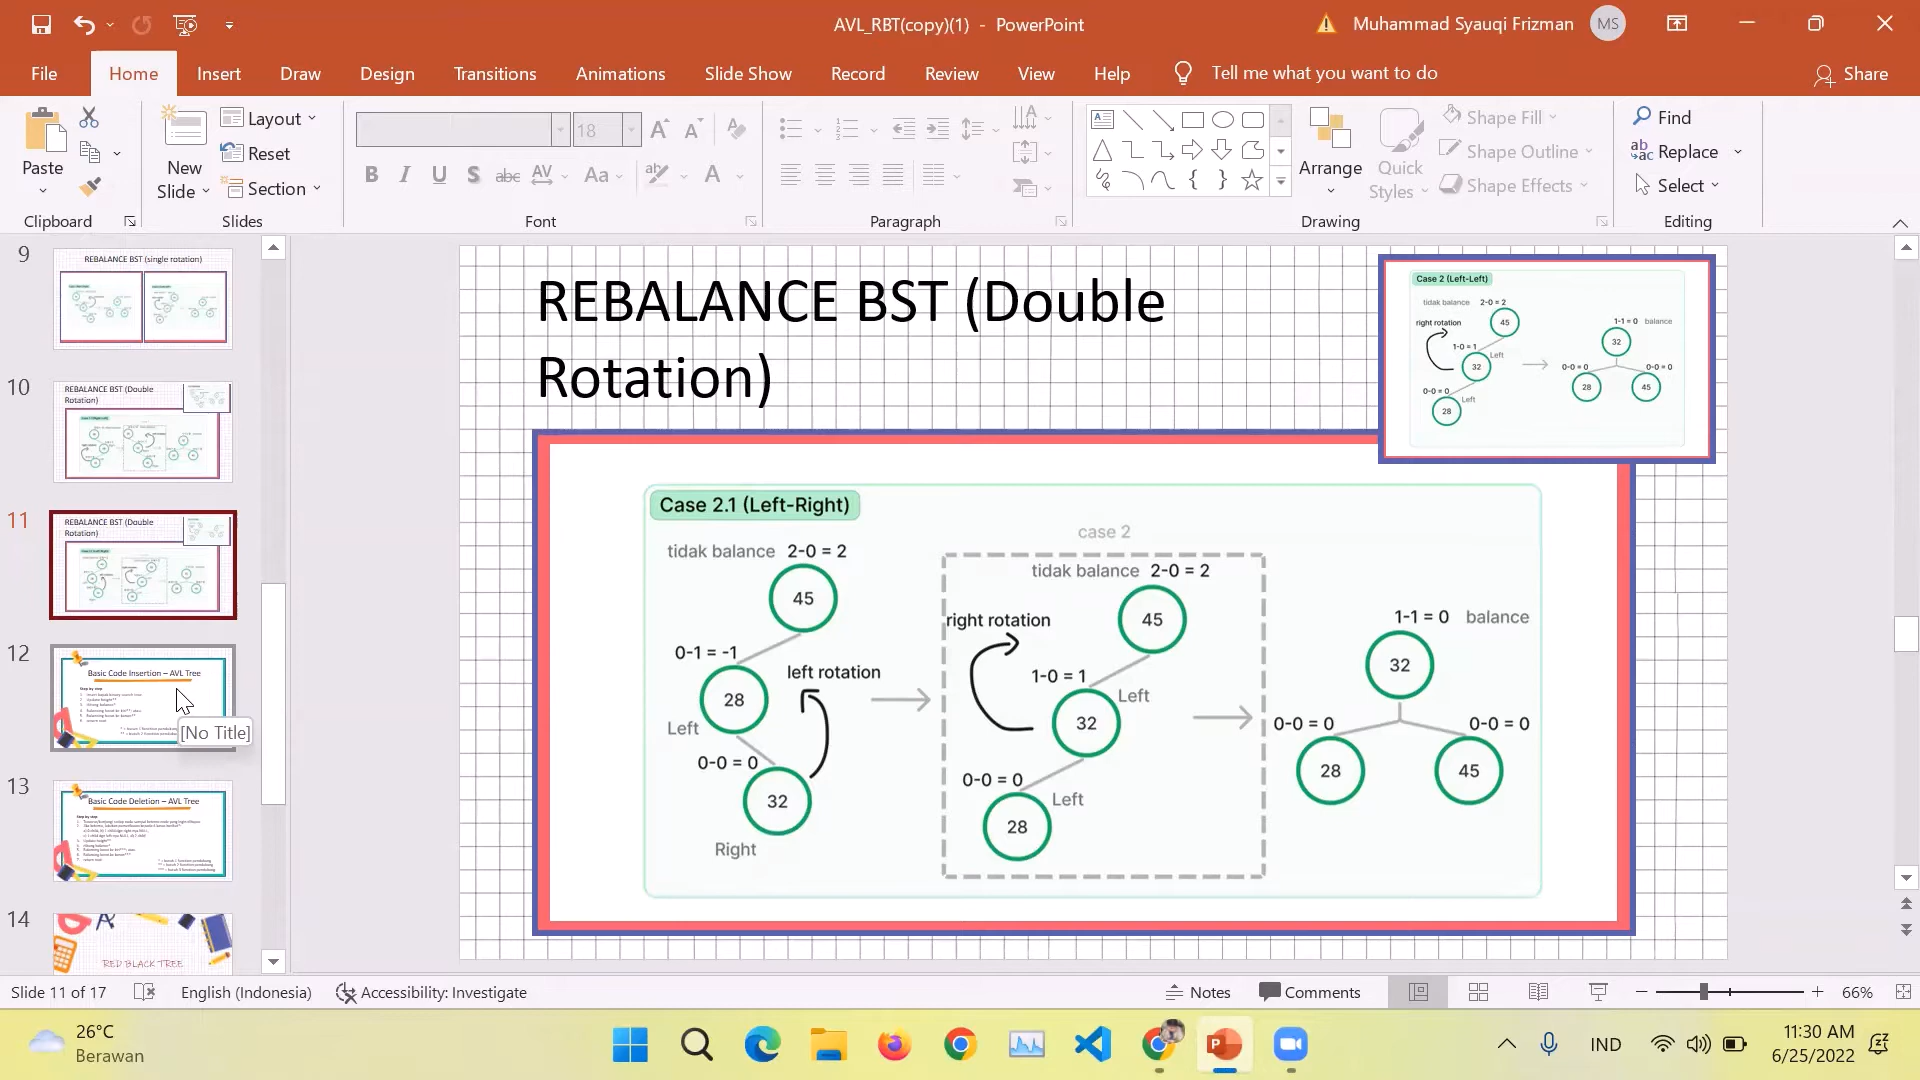 AVL_RBT(copy)(1) - PowerPoint
Muhammad Syauqi Frizman
MS
File
Home
Insert
Draw
Design
Transitions
Animations
Slide Show
Record
Review
View
Help
Tell me what you want to do
Share
Paste
New
Slide
Layout
Reset
Section
18
B I U S abc AV Aa A
Arrange
Quick
Styles
Shape Fill
Shape Outline
Shape Effects
Find
Replace
Select
Clipboard
Slides
Font
Paragraph
Drawing
Editing
9
REBALANCE BST (single rotation)
10
REBALANCE BST (Double
Rotation)
11
REBALANCE BST (Double
Rotation)
12
Basic Code Insertion – AVL Tree
Step by step
[No Title]
13
Basic Code Deletion – AVL Tree
Step by step
14
RED BLACK TREE
REBALANCE BST (Double
Rotation)
Case 2 (Left-Left)
tidak balance 2-0 = 2
right rotation
45
1-0 = 1
Left
32
0-0 = 0
Left
28
1-1 = 0 balance
32
0-0 = 0
0-0 = 0
28
45
Case 2.1 (Left-Right)
tidak balance 2-0 = 2
45
0-1 = -1
left rotation
28
Left
0-0 = 0
32
Right
case 2
tidak balance 2-0 = 2
right rotation
45
1-0 = 1
Left
32
0-0 = 0
Left
28
1-1 = 0 balance
32
0-0 = 0
0-0 = 0
28
45
Slide 11 of 17
English (Indonesia)
Accessibility: Investigate
Notes
Comments
66%
26°C
Berawan
IND
11:30 AM
6/25/2022